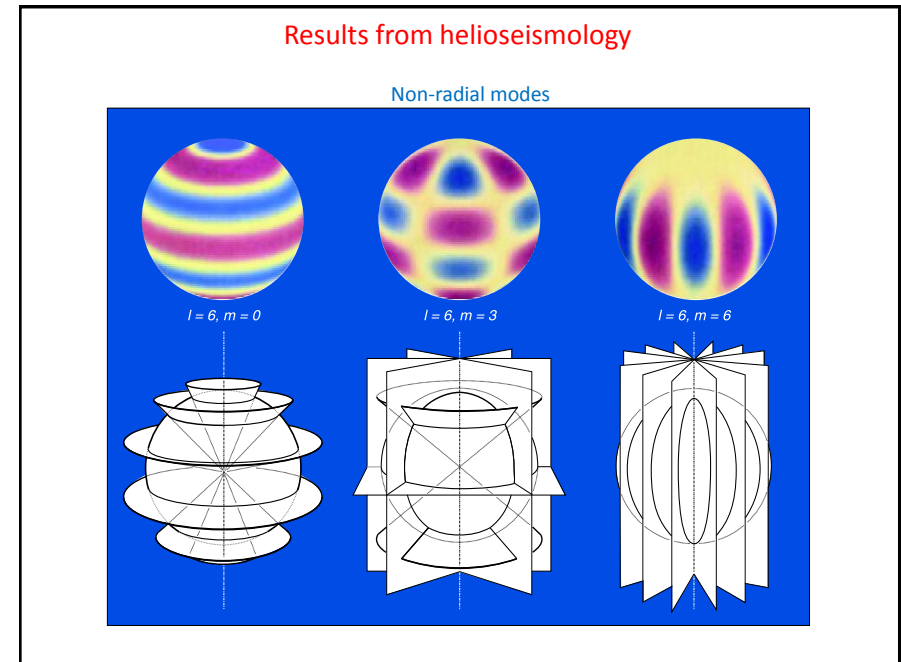 Results from helioseismology
Non-radial modes
l = 6, m = 0
l = 6, m = 3
l = 6, m = 6